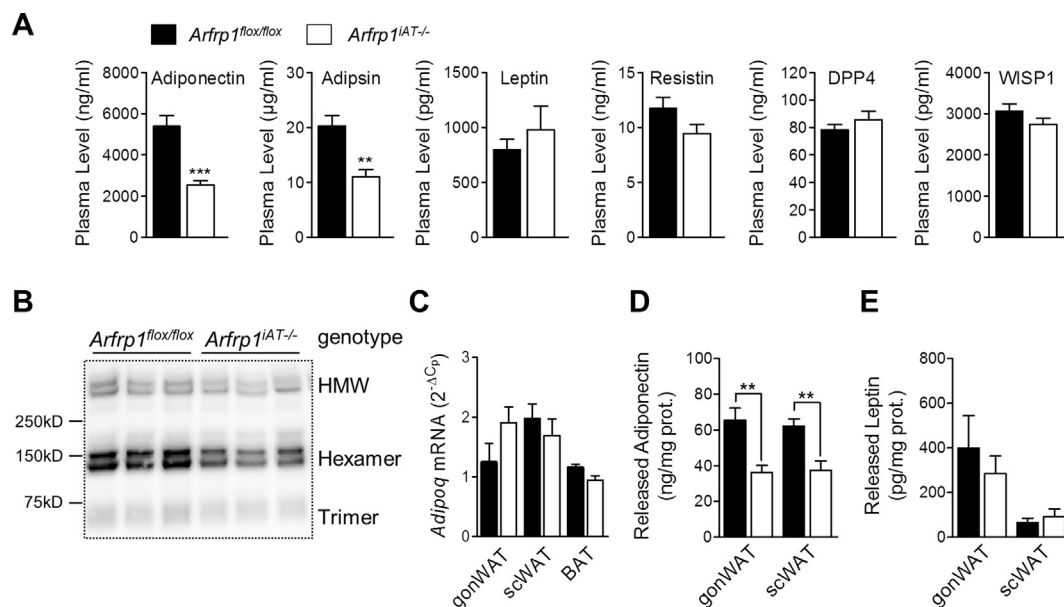 A
Arfrp1flox/flox
Arfrp1iAT-/-
Plasma Level (ng/ml)
8000
6000
4000
2000
0
Adiponectin
***
Plasma Level (µg/ml)
30
20
10
0
Adipsin
**
Plasma Level (pg/ml)
1500
1000
500
0
Leptin
Plasma Level (ng/ml)
15
10
5
0
Resistin
Plasma Level (ng/ml)
120
100
80
60
40
20
0
DPP4
Plasma Level (pg/ml)
4000
3000
2000
1000
0
WISP1
B
Arfrp1flox/flox
Arfrp1iAT-/-
genotype
HMW
250kD
150kD
Hexamer
75kD
Trimer
C
Adipoq mRNA (2-ΔCp)
3
2
1
0
gonWAT
scWAT
BAT
D
Released Adiponectin
(ng/mg prot.)
100
80
60
40
20
0
**
**
gonWAT
scWAT
E
Released Leptin
(pg/mg prot.)
800
600
400
200
0
gonWAT
scWAT